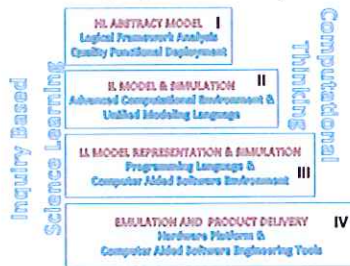 HI. ABSTRACT MODEL I
Logical Framework Analysis
Quality Functional Deployment
II. MODEL & SIMULATION II
Advanced Computational Environment &
Unified Modeling Language
I.I. MODEL REPRESENTATION & SIMULATION
Programming Language &
Computer Aided Software Environment III
EMULATION AND PRODUCT DELIVERY IV
Hardware Platform &
Computer Aided Software Engineering Tools
Inquiry Based
Science Learning
Computational
Thinking